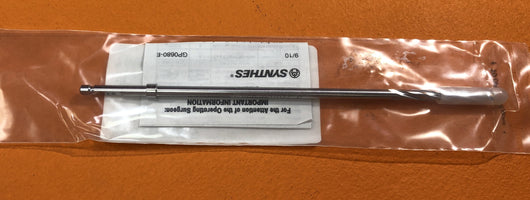 For the Attention of the Operating Surgeon:
IMPORTANT INFORMATION
SYNTHES®
GP0680-E
9/10